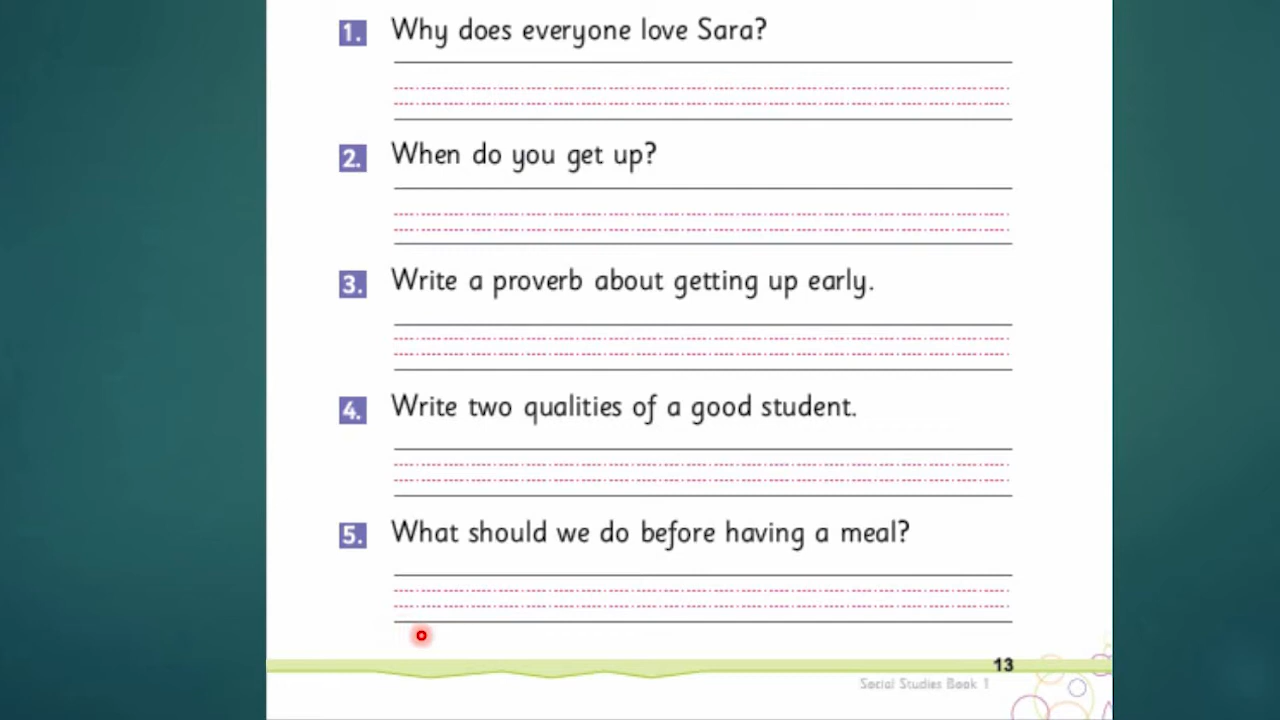 1. Why does everyone love Sara?
2. When do you get up?
3. Write a proverb about getting up early.
4. Write two qualities of a good student.
5. What should we do before having a meal?
13
Social Studies Book 1